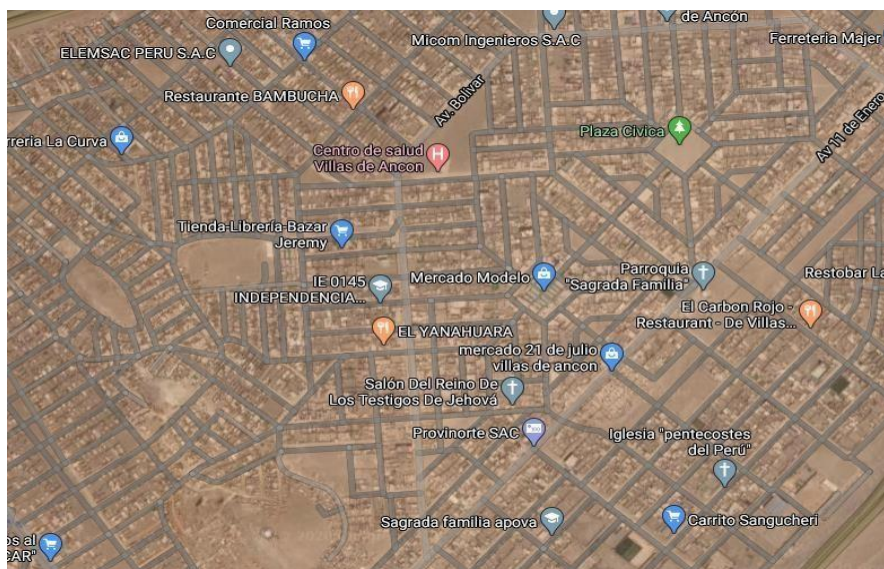 de Ancón
Comercial Ramos
Micom Ingenieros S.A.C
Ferreteria Majer
ELEMSAC PERU S.A.C
Restaurante BAMBUCHA
Av. Bolívar
Plaza Civica
Av 11 de Enero
rreria La Curva
Centro de salud
Villas de Ancon
H
Tienda-Librería-Bazar
Jeremy
IE 0145
INDEPENDENCIA...
Mercado Modelo
Parroquia
"Sagrada Familia"
Restobar La
El Carbon Rojo -
Restaurant - De Villas...
EL YANAHUARA
mercado 21 de julio
villas de ancon
Salón Del Reino De
Los Testigos De Jehová
Provinorte SAC
Iglesia "pentecostes
del Perú"
Sagrada familia apova
Carrito Sangucheri
os al
CAR"